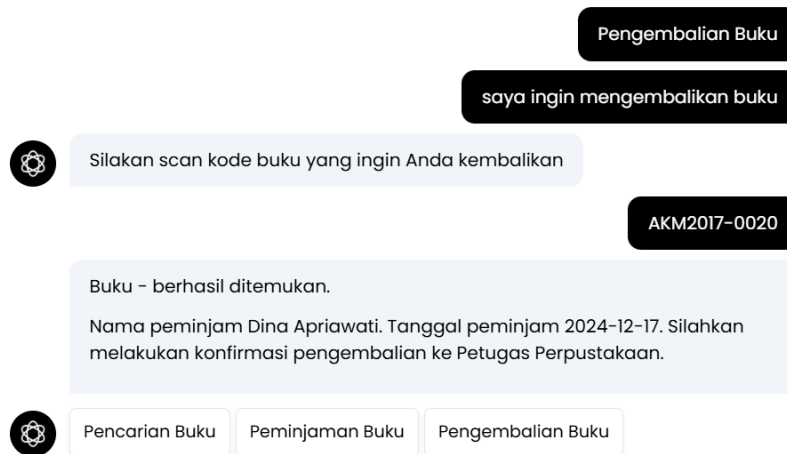 Pengembalian Buku
saya ingin mengembalikan buku
Silakan scan kode buku yang ingin Anda kembalikan
AKM2017-0020
Buku - berhasil ditemukan.
Nama peminjam Dina Apriawati. Tanggal peminjam 2024-12-17. Silahkan
melakukan konfirmasi pengembalian ke Petugas Perpustakaan.
Pencarian Buku Peminjaman Buku Pengembalian Buku